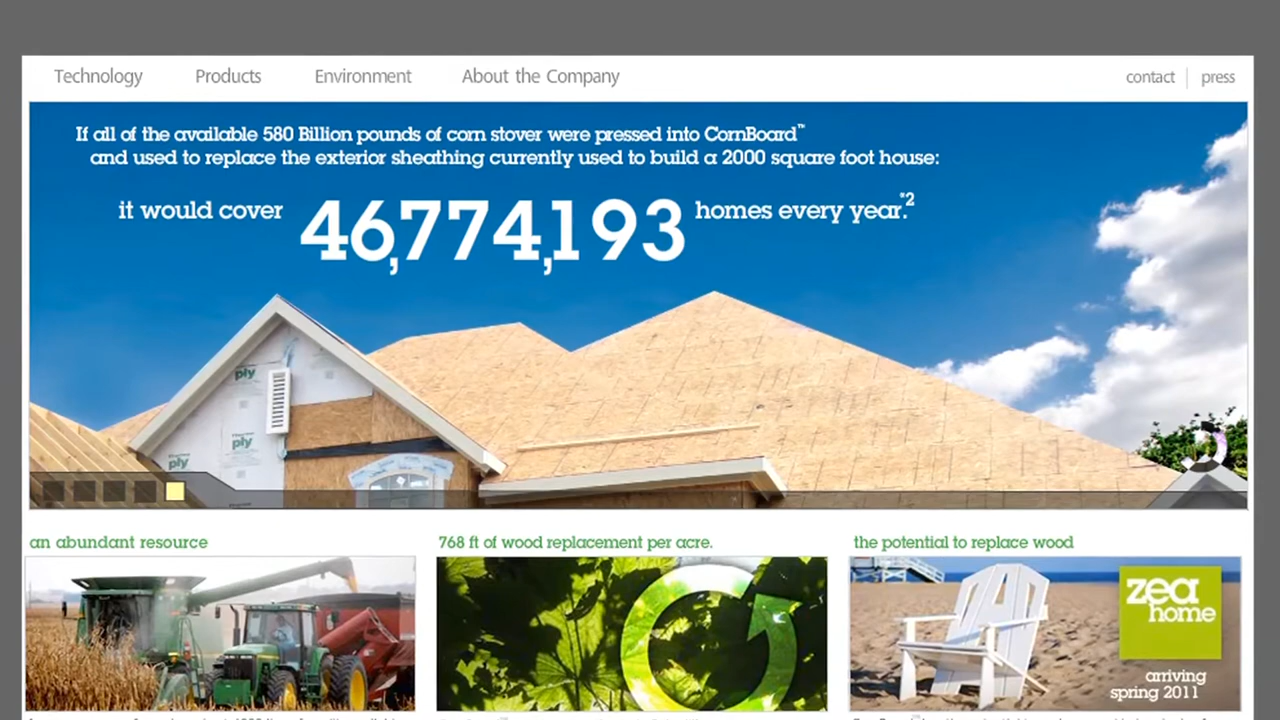 Technology Products Environment About the Company contact press
If all of the available 580 Billion pounds of corn stover were pressed into CornBoard™
and used to replace the exterior sheathing currently used to build a 2000 square foot house:
it would cover 46,774,193 homes every year.*2
ply
ply
ply
an abundant resource
768 ft of wood replacement per acre.
the potential to replace wood
zea
home
arriving
spring 2011